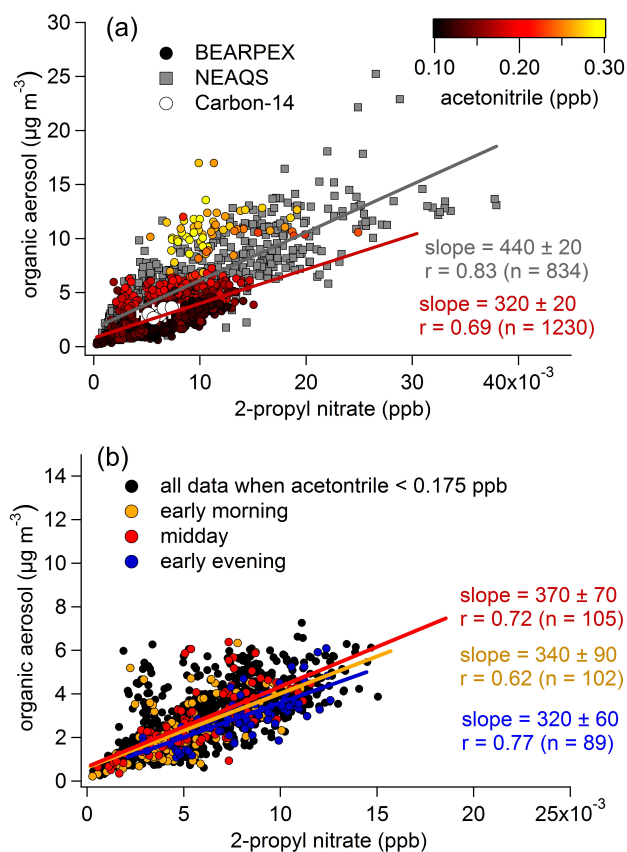 (a)
BEARPEX
NEAQS
Carbon-14
0.10
0.30
acetonitrile (ppb)
30
25
20
15
10
5
0
organic aerosol (µg m⁻³)
slope = 440 ± 20
r = 0.83 (n = 834)
slope = 320 ± 20
r = 0.69 (n = 1230)
0
10
20
30
40x10⁻³
2-propyl nitrate (ppb)
(b)
all data when acetontrile < 0.175 ppb
early morning
midday
early evening
14
12
10
8
6
4
2
0
organic aerosol (µg m⁻³)
slope = 370 ± 70
r = 0.72 (n = 105)
slope = 340 ± 90
r = 0.62 (n = 102)
slope = 320 ± 60
r = 0.77 (n = 89)
0
5
10
15
20
25x10⁻³
2-propyl nitrate (ppb)